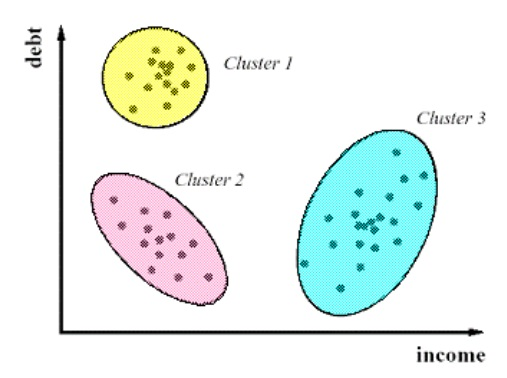 debt
Cluster 1
Cluster 3
Cluster 2
income